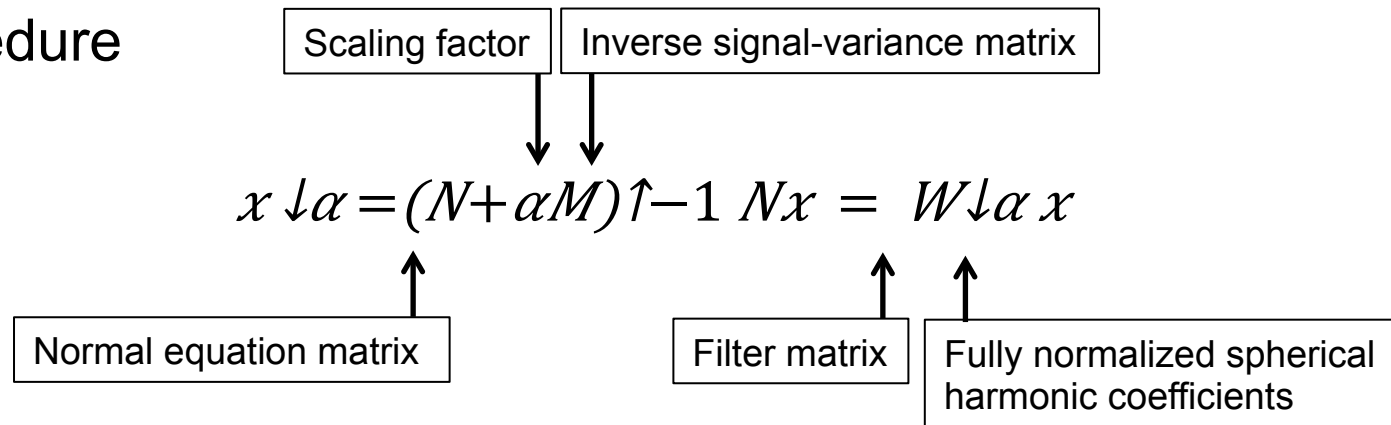 edure
Scaling factor
Inverse signal-variance matrix
x↓α=(N+αM)↑−1 Nx = W↓α x
Normal equation matrix
Filter matrix
Fully normalized spherical
harmonic coefficients